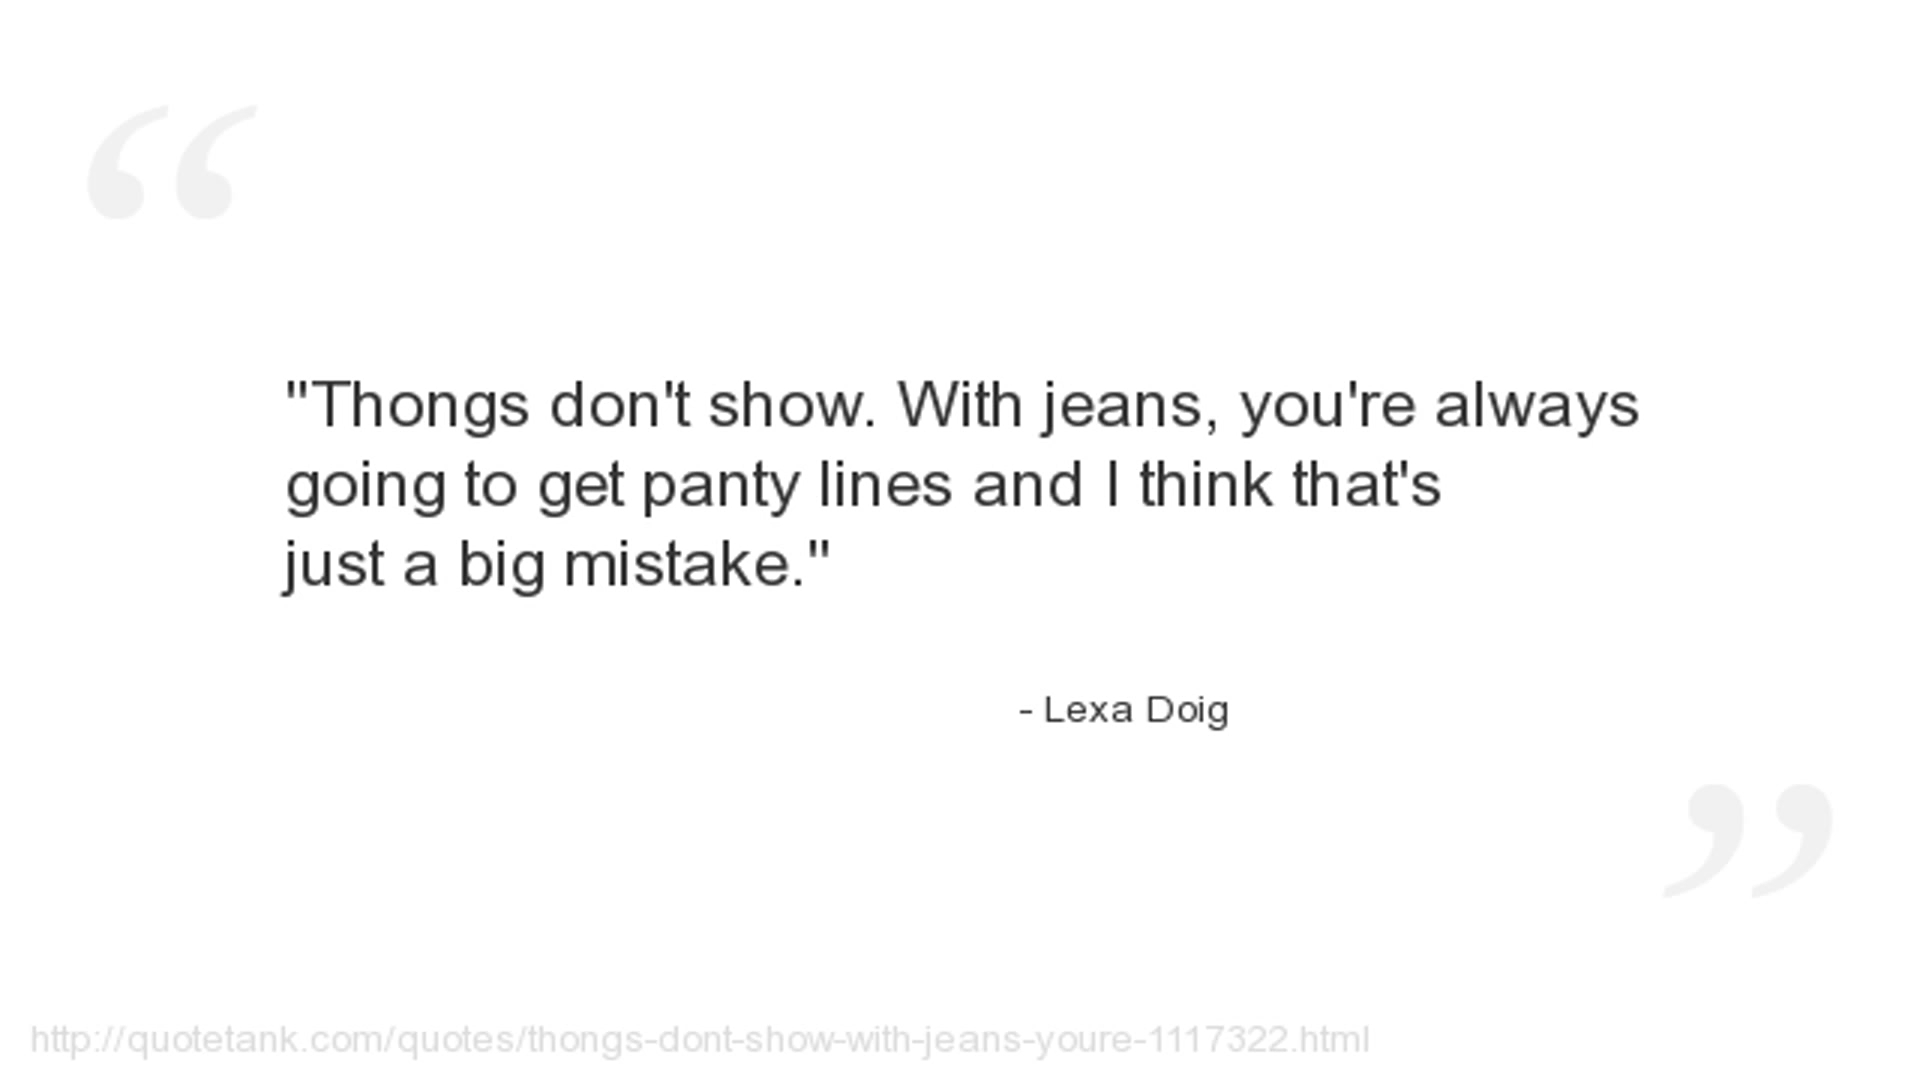 "Thongs don't show. With jeans, you're always
going to get panty lines and I think that's
just a big mistake."
- Lexa Doig
http://quotetank.com/quotes/thongs-dont-show-with-jeans-youre-1117322.html